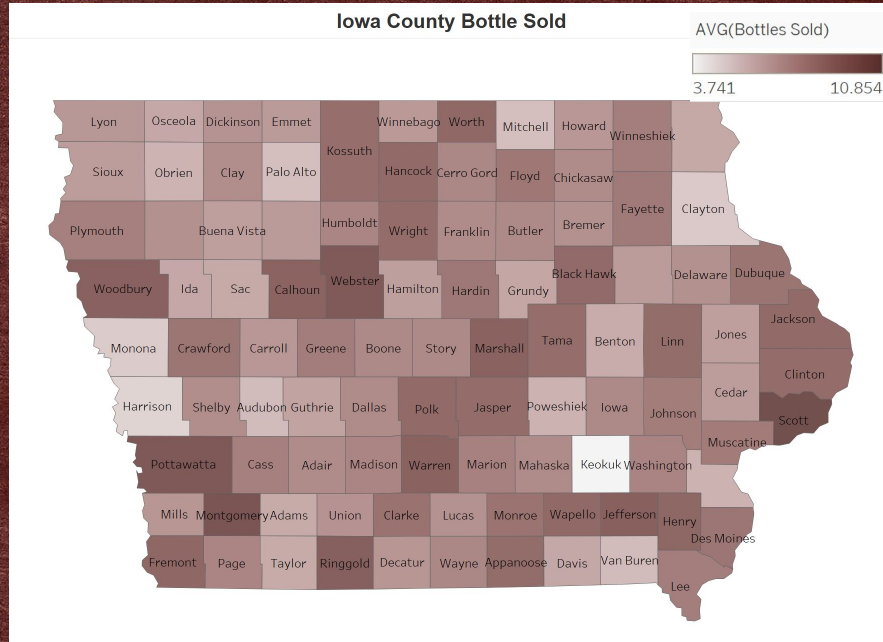 Iowa County Bottle Sold
AVG(Bottles Sold)
3.741 10.854
Lyon Osceola Dickinson Emmet Winnebago Worth Mitchell Howard Winneshiek
Kossuth
Sioux Obrien Clay Palo Alto Hancock Cerro Gord Floyd Chickasaw
Plymouth Buena Vista Humboldt Wright Franklin Butler Bremer Fayette Clayton
Woodbury Ida Sac Calhoun Webster Hamilton Hardin Grundy Black Hawk Delaware Dubuque
Monona Crawford Carroll Greene Boone Story Marshall Tama Benton Linn Jones Jackson
Harrison Shelby Audubon Guthrie Dallas Polk Jasper Poweshiek Iowa Johnson Cedar Clinton
Scott
Muscatine
Pottawatta Cass Adair Madison Warren Marion Mahaska Keokuk Washington
Mills Montgomery Adams Union Clarke Lucas Monroe Wapello Jefferson Henry
Des Moines
Fremont Page Taylor Ringgold Decatur Wayne Appanoose Davis Van Buren
Lee